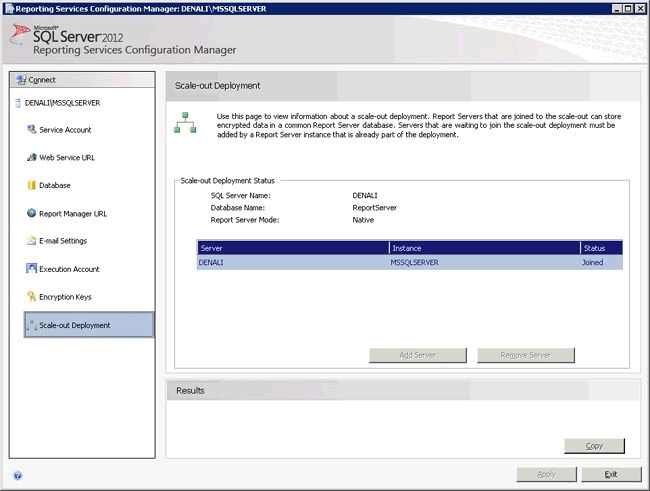 Reporting Services Configuration Manager: DENALI\MSSQLSERVER
Microsoft
SQL Server 2012
Reporting Services Configuration Manager
Connect
DENALI\MSSQLSERVER
Service Account
Web Service URL
Database
Report Manager URL
E-mail Settings
Execution Account
Encryption Keys
Scale-out Deployment
Scale-out Deployment
Use this page to view information about a scale-out deployment. Report Servers that are joined to the scale-out can store
encrypted data in a common Report Server database. Servers that are waiting to join the scale-out deployment must be
added by a Report Server instance that is already part of the deployment.
Scale-out Deployment Status
SQL Server Name: DENALI
Database Name: ReportServer
Report Server Mode: Native
Server Instance Status
DENALI MSSQLSERVER Joined
Add Server Remove Server
Results
Copy
Apply Exit